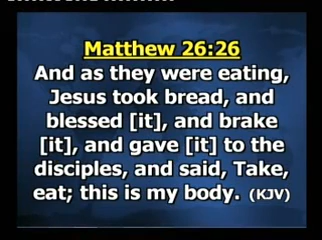 Matthew 26:26
And as they were eating,
Jesus took bread, and
blessed [it], and brake
[it], and gave [it] to the
disciples, and said, Take,
eat; this is my body. (KJV)